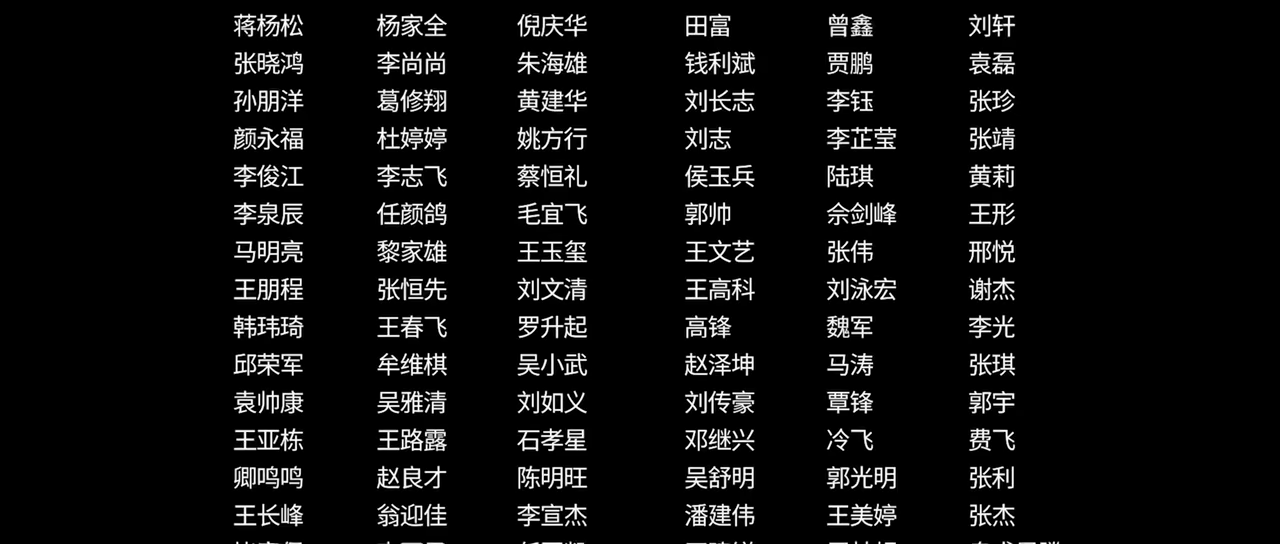 蒋杨松 杨家全 倪庆华 田富 曾鑫 刘轩
张晓鸿 李尚尚 朱海雄 钱利斌 贾鹏 袁磊
孙朋洋 葛修翔 黄建华 刘长志 李钰 张珍
颜永福 杜婷婷 姚方行 刘志 李芷莹 张靖
李俊江 李志飞 蔡恒礼 侯玉兵 陆琪 黄莉
李泉辰 任颜鸽 毛宜飞 郭帅 佘剑峰 王形
马明亮 黎家雄 王玉玺 王文艺 张伟 邢悦
王朋程 张恒先 刘文清 王高科 刘泳宏 谢杰
韩玮琦 王春飞 罗升起 高锋 魏军 李光
邱荣军 牟维棋 吴小武 赵泽坤 马涛 张琪
袁帅康 吴雅清 刘如义 刘传豪 覃锋 郭宇
王亚栋 王路露 石孝星 邓继兴 冷飞 费飞
卿鸣鸣 赵良才 陈明旺 吴舒明 郭光明 张利
王长峰 翁迎佳 李宣杰 潘建伟 王美婷 张杰